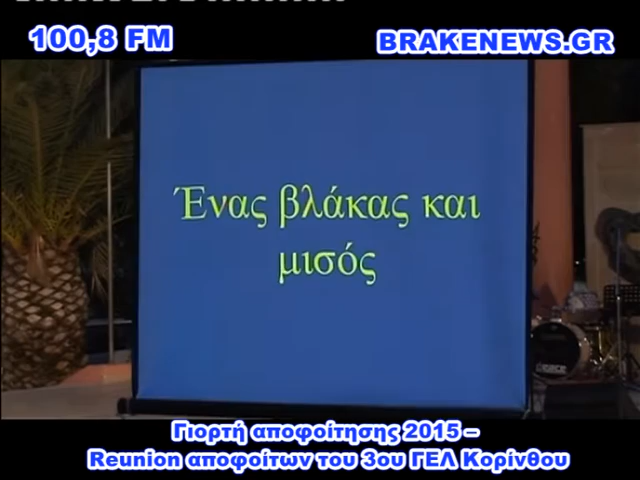 100,8 FM
BRAKENEWS.GR
Ένας βλάκας και
μισός
Γιορτή αποφοίτησης 2015 –
Reunion αποφοίτων του 3ου ΓΕΛ Κορίνθου